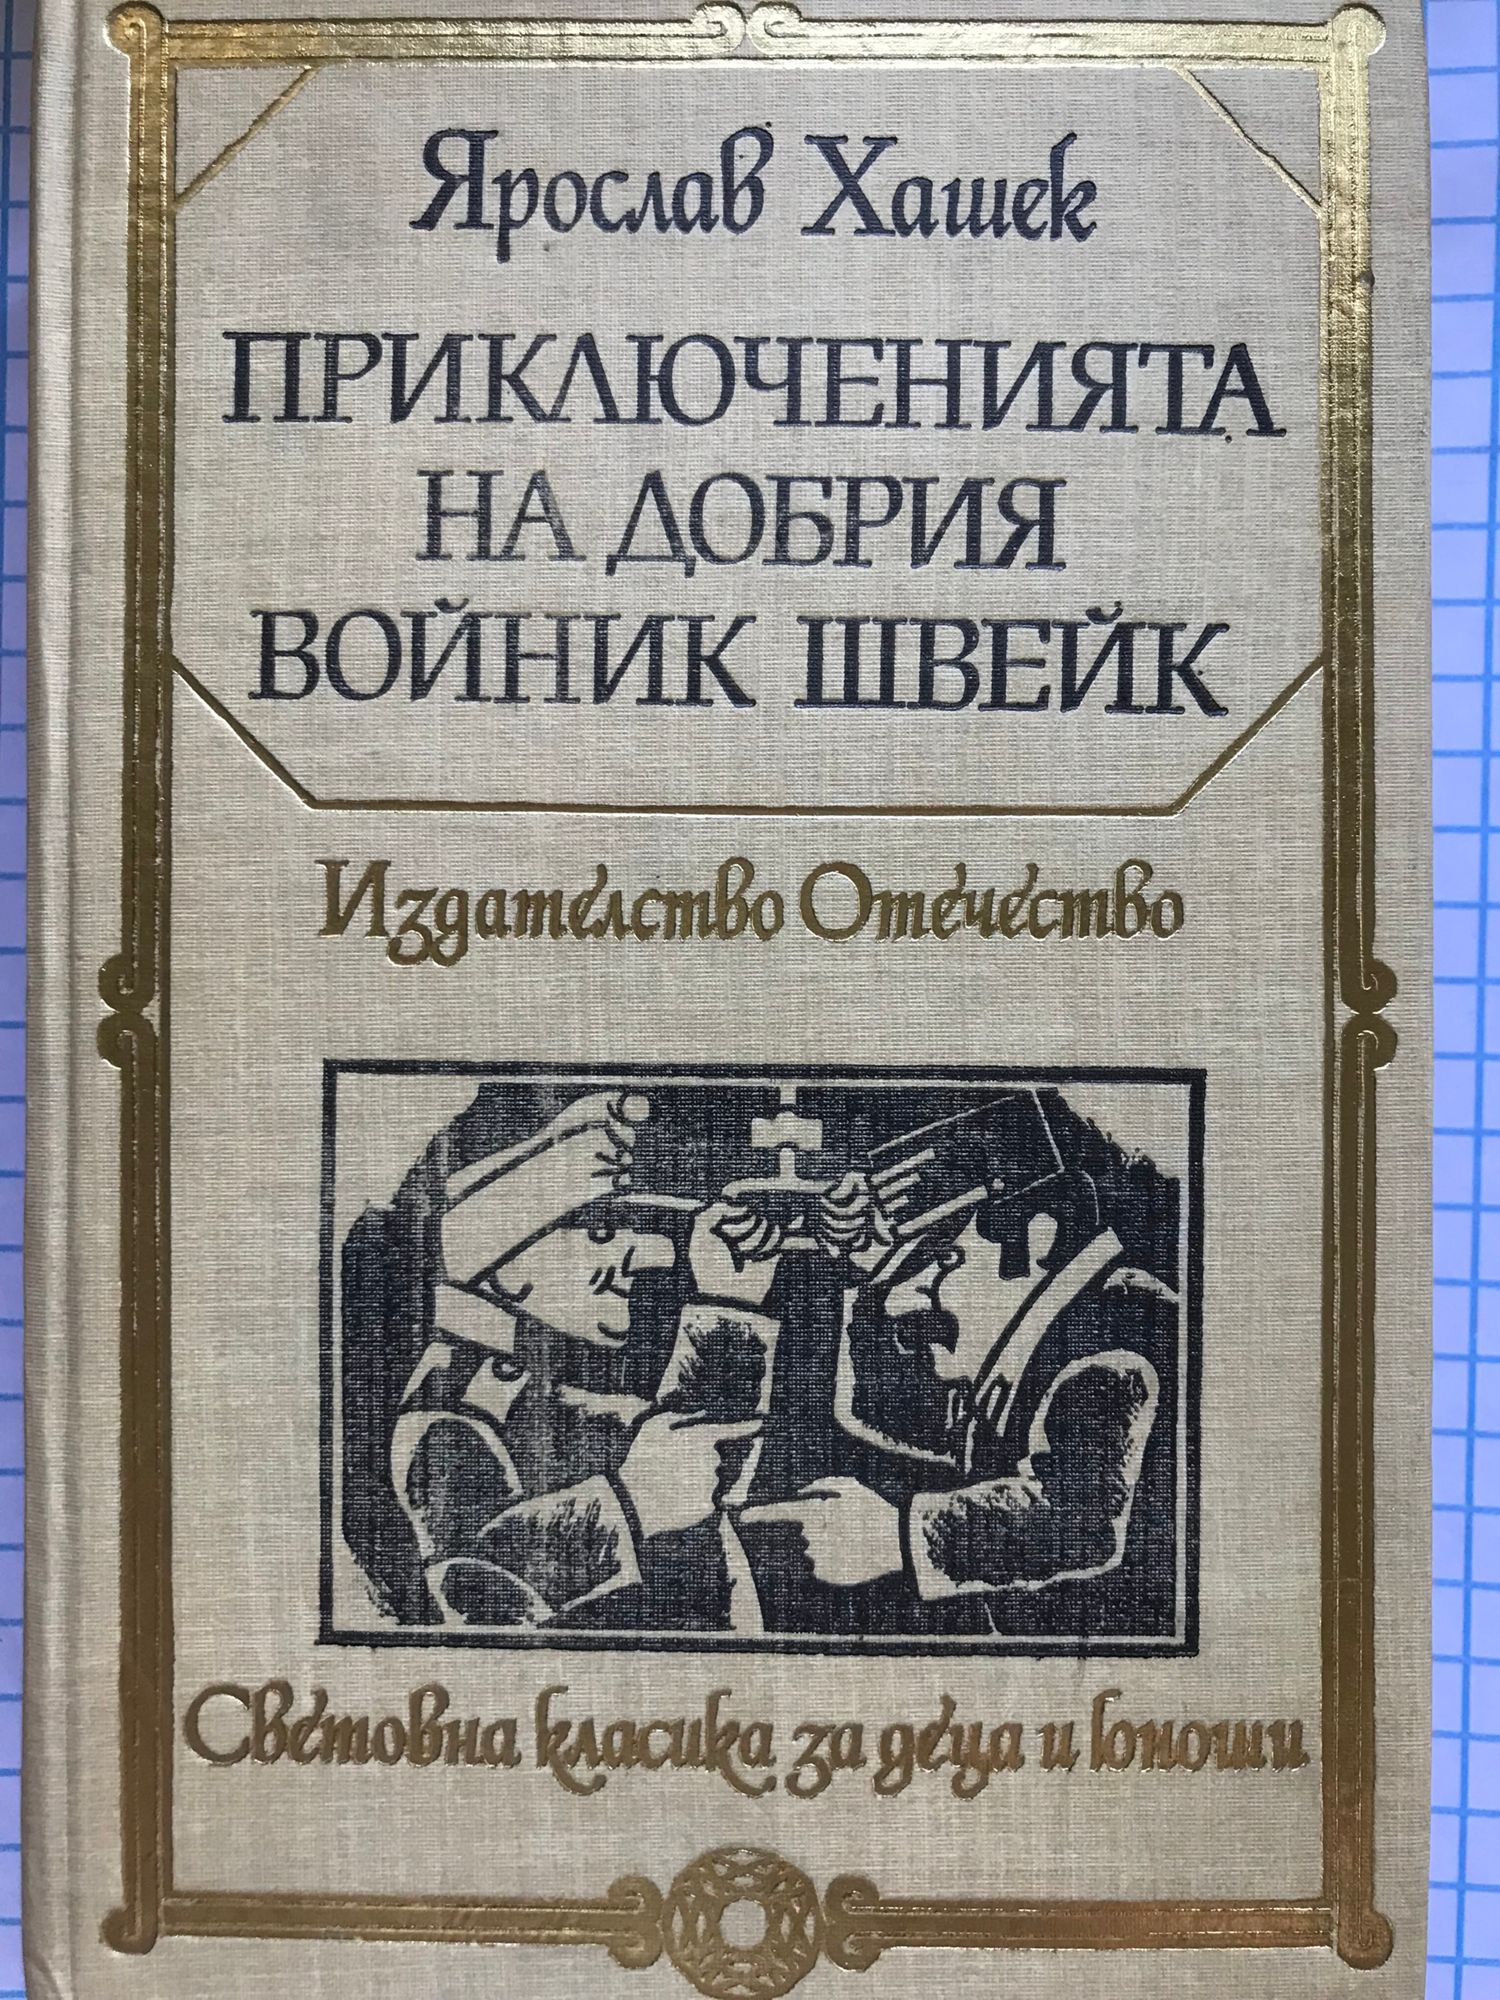 Ярослав Хашек
ПРИКЛЮЧЕНИЯТА
НА ДОБРИЯ
ВОЙНИК ШВЕЙК
Издателство Отечество
Световна класика за деца и юноши